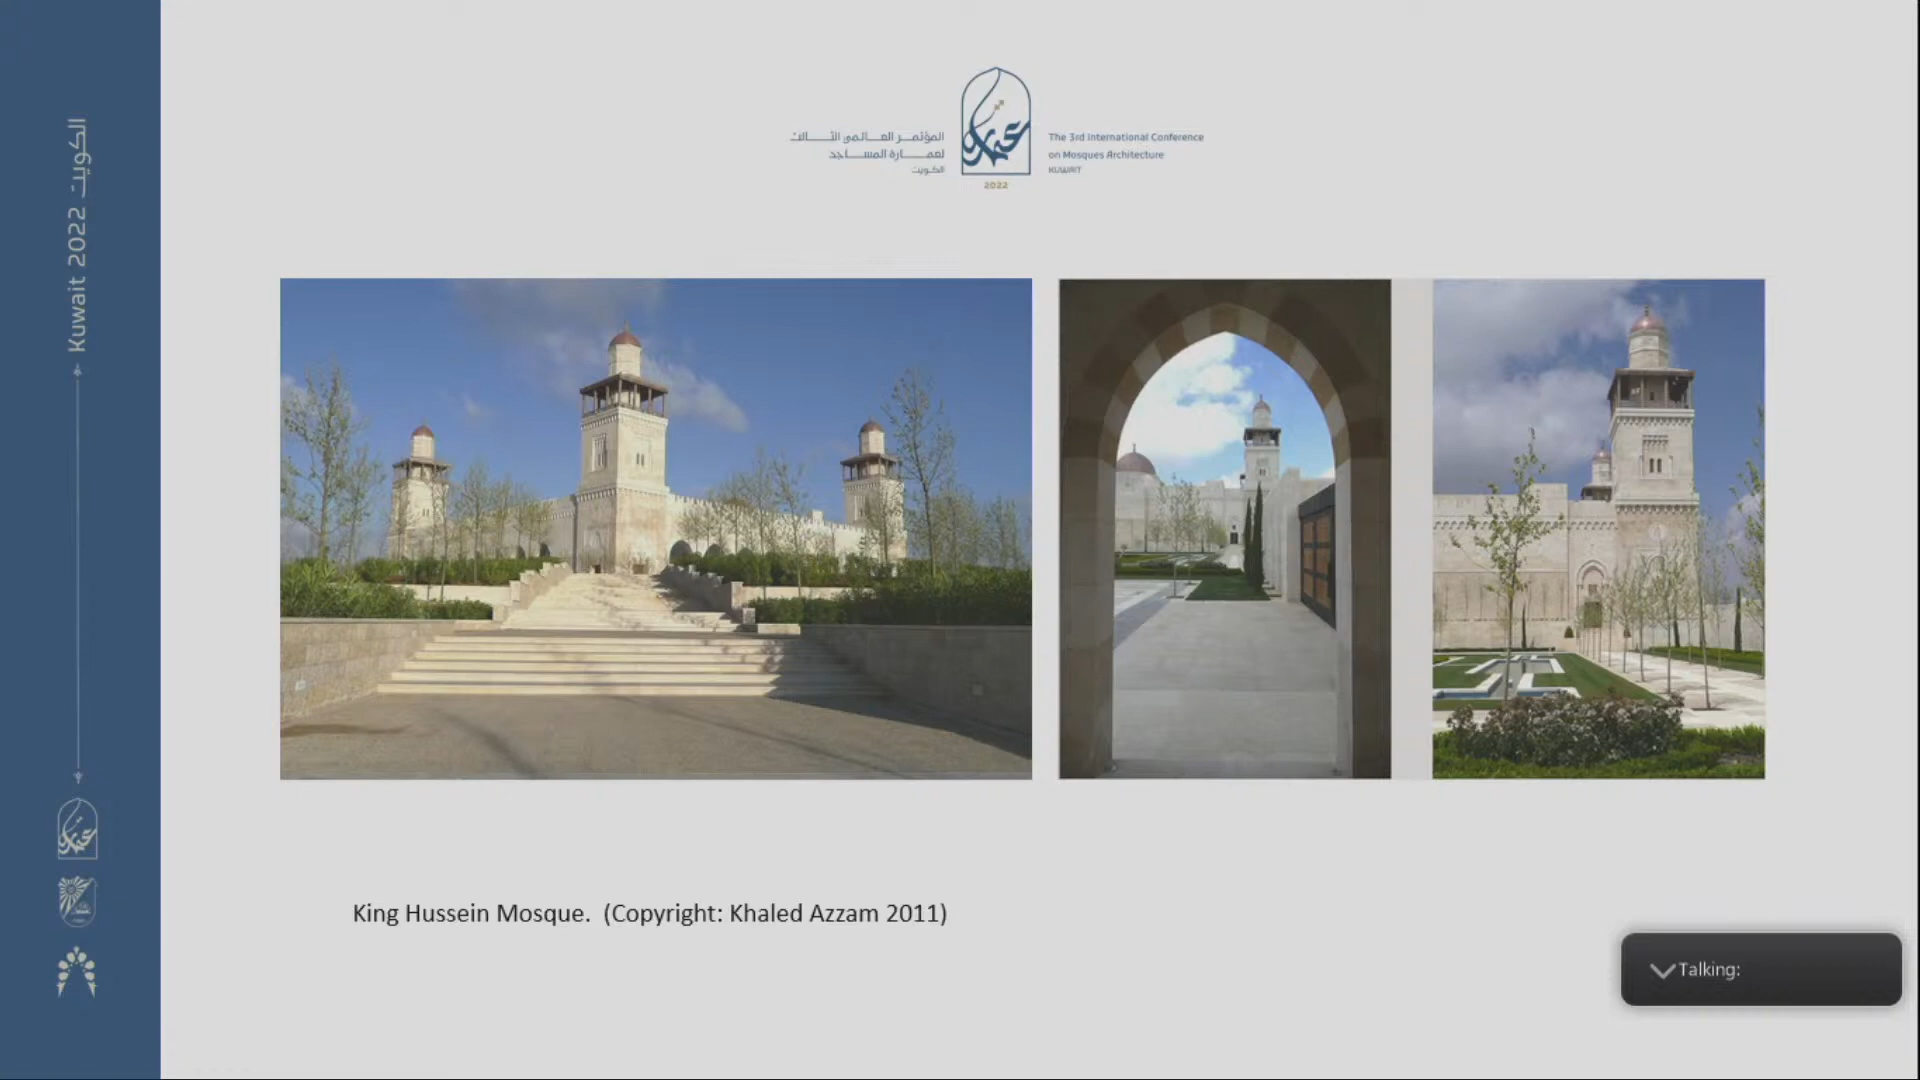 الكويت Kuwait 2022
المؤتمر العالمي الثالث
لعمارة المساجد
الكويت
2022
The 3rd International Conference
on Mosques Architecture
KUWAIT
King Hussein Mosque. (Copyright: Khaled Azzam 2011)
Talking: